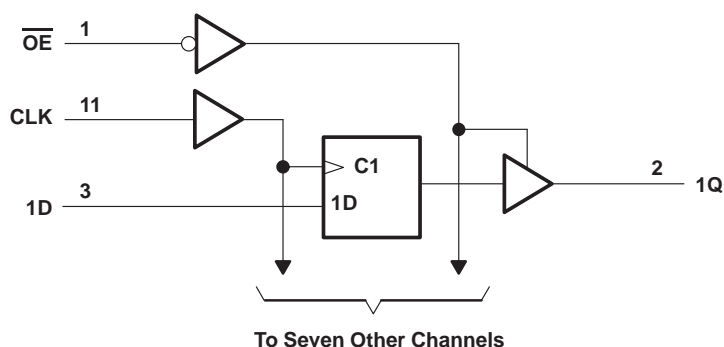 OE 1
CLK 11
C1
1D 3 1D
2 1Q
To Seven Other Channels